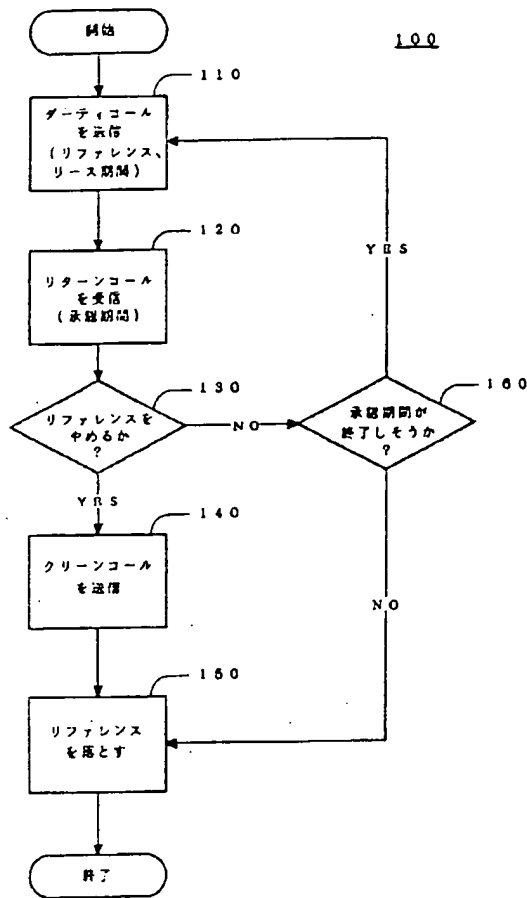 開始
100
110
ダーティコール
を送信
(リファレンス、
リース期間)
120
リターンコール
を受信
(承認期間)
130
リファレンスを
やめるか
?
NO
YES
160
承認期間が
終了しそうか
?
YES
NO
140
クリーンコール
を送信
150
リファレンス
を落とす
終了